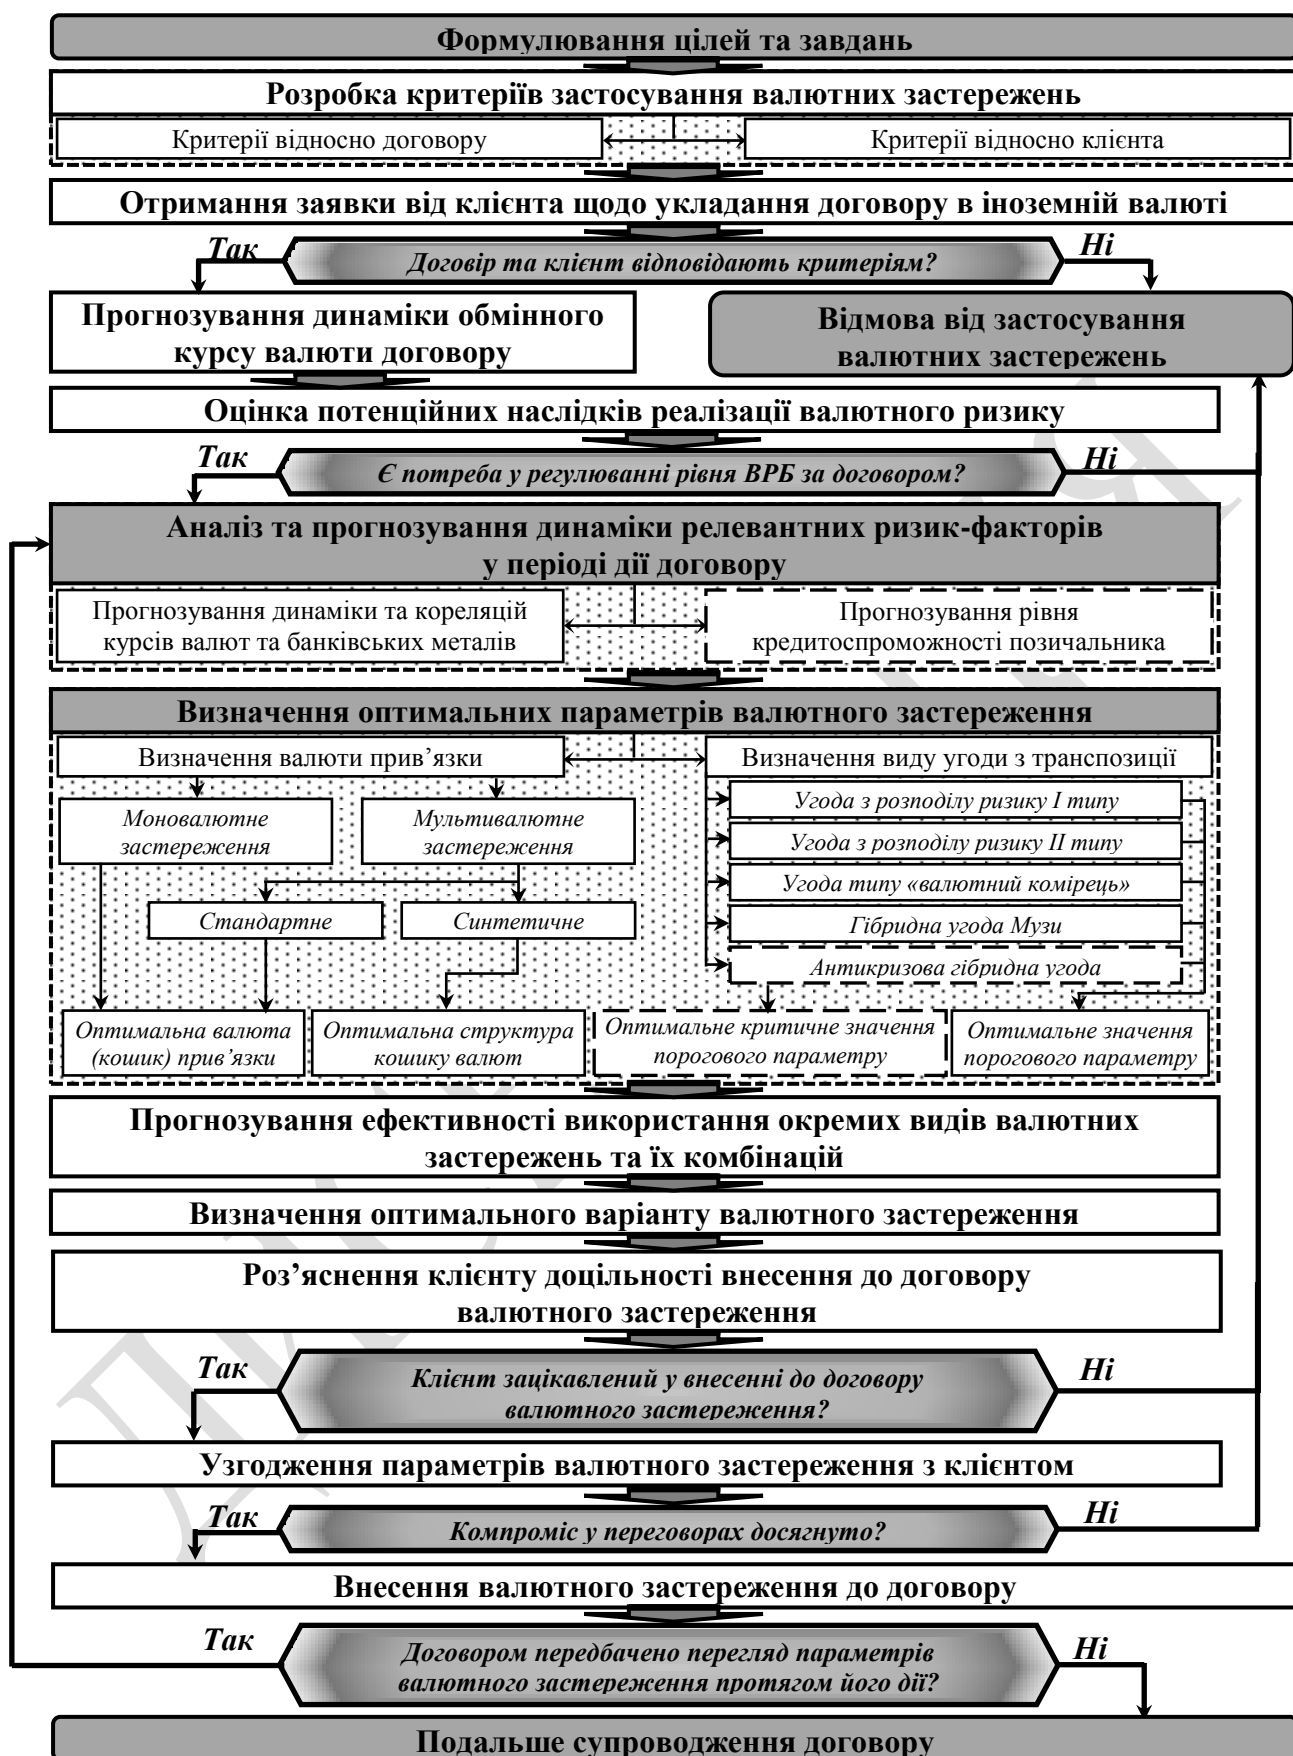 Формулювання цілей та завдань
Розробка критеріїв застосування валютних застережень
Критерії відносно договору
Критерії відносно клієнта
Отримання заявки від клієнта щодо укладання договору в іноземній валюті
Так
Договір та клієнт відповідають критеріям?
Ні
Прогнозування динаміки обмінного
курсу валюти договору
Відмова від застосування
валютних застережень
Оцінка потенційних наслідків реалізації валютного ризику
Так
Є потреба у регулюванні рівня ВРБ за договором?
Ні
Аналіз та прогнозування динаміки релевантних ризик-факторів
у періоді дії договору
Прогнозування динаміки та кореляцій
курсів валют та банківських металів
Прогнозування рівня
кредитоспроможності позичальника
Визначення оптимальних параметрів валютного застереження
Визначення валюти прив’язки
Визначення виду угоди з транспозиції
Моновалютне
застереження
Мультивалютне
застереження
Угода з розподілу ризику І типу
Угода з розподілу ризику ІІ типу
Угода типу «валютний комірець»
Стандартне
Синтетичне
Гібридна угода Музи
Антикризова гібридна угода
Оптимальна валюта
(кошик) прив’язки
Оптимальна структура
кошику валют
Оптимальне критичне значення
порогового параметру
Оптимальне значення
порогового параметру
Прогнозування ефективності використання окремих видів валютних
застережень та їх комбінацій
Визначення оптимального варіанту валютного застереження
Роз’яснення клієнту доцільності внесення до договору
валютного застереження
Так
Клієнт зацікавлений у внесенні до договору
валютного застереження?
Ні
Узгодження параметрів валютного застереження з клієнтом
Так
Компроміс у переговорах досягнуто?
Ні
Внесення валютного застереження до договору
Так
Договором передбачено перегляд параметрів
валютного застереження протягом його дії?
Ні
Подальше супроводження договору